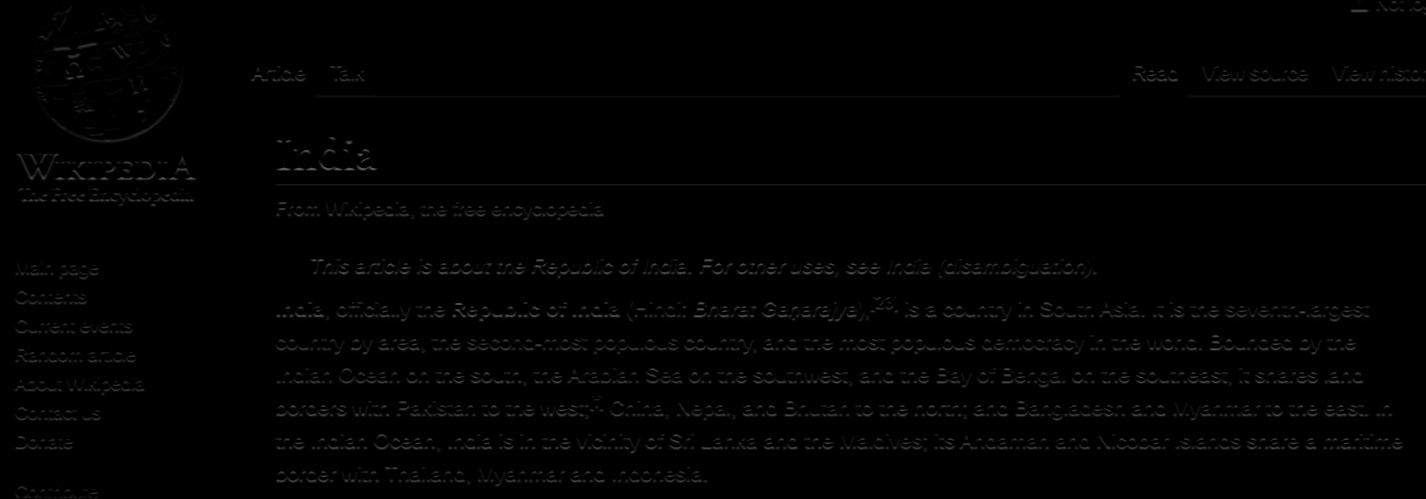 Not log
Article Talk Read View source View histor
WIKIPEDIA
The Free Encyclopedia
India
From Wikipedia, the free encyclopedia
Main page
Contents
Current events
Random article
About Wikipedia
Contact us
Donate
Contribute
This article is about the Republic of India. For other uses, see India (disambiguation).
India, officially the Republic of India (Hindi: Bharat Ganarajya),[23] is a country in South Asia. It is the seventh-largest
country by area, the second-most populous country, and the most populous democracy in the world. Bounded by the
Indian Ocean on the south, the Arabian Sea on the southwest, and the Bay of Bengal on the southeast, it shares land
borders with Pakistan to the west; China, Nepal, and Bhutan to the north; and Bangladesh and Myanmar to the east. In
the Indian Ocean, India is in the vicinity of Sri Lanka and the Maldives; its Andaman and Nicobar Islands share a maritime
border with Thailand, Myanmar and Indonesia.